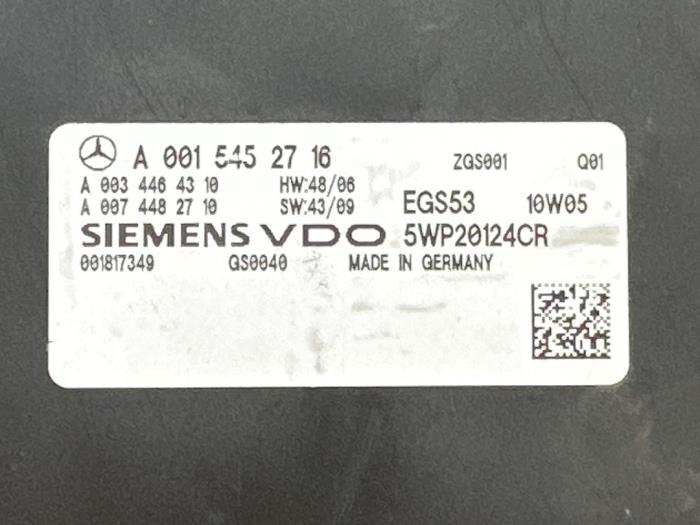 A 001 545 27 16 ZGS001 Q01
A 003 446 43 10 HW:48/06
A 007 448 27 10 SW:43/09 EGS53 10W05
SIEMENS VDO 5WP20124CR
001817349 QS0040 MADE IN GERMANY